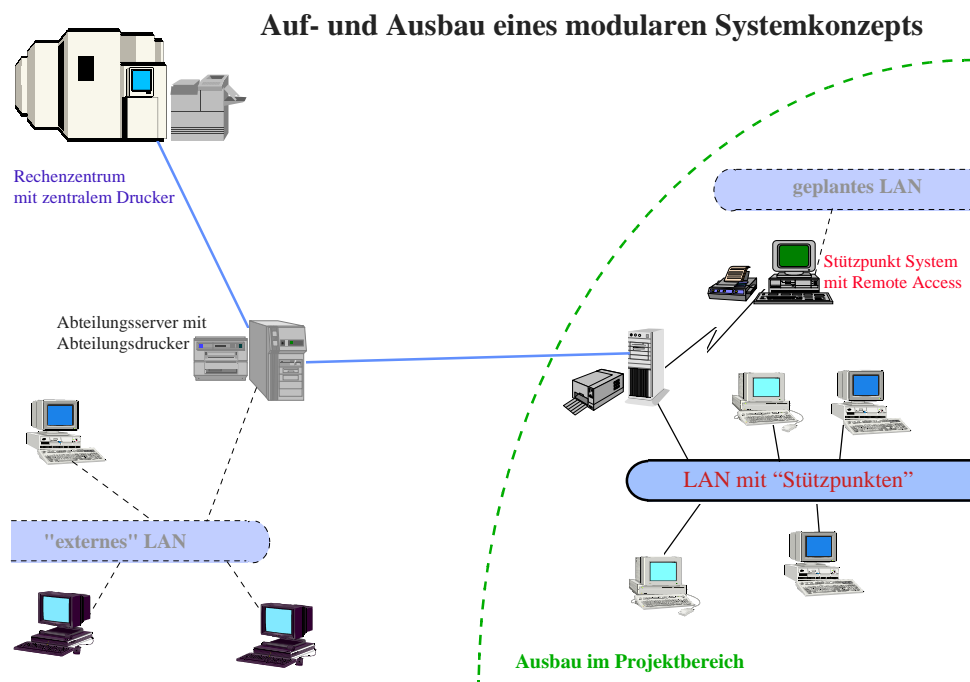 Auf- und Ausbau eines modularen Systemkonzepts
Rechenzentrum
mit zentralem Drucker
geplantes LAN
Stützpunkt System
mit Remote Access
Abteilungsserver mit
Abteilungsdrucker
LAN mit “Stützpunkten”
"externes" LAN
Ausbau im Projektbereich